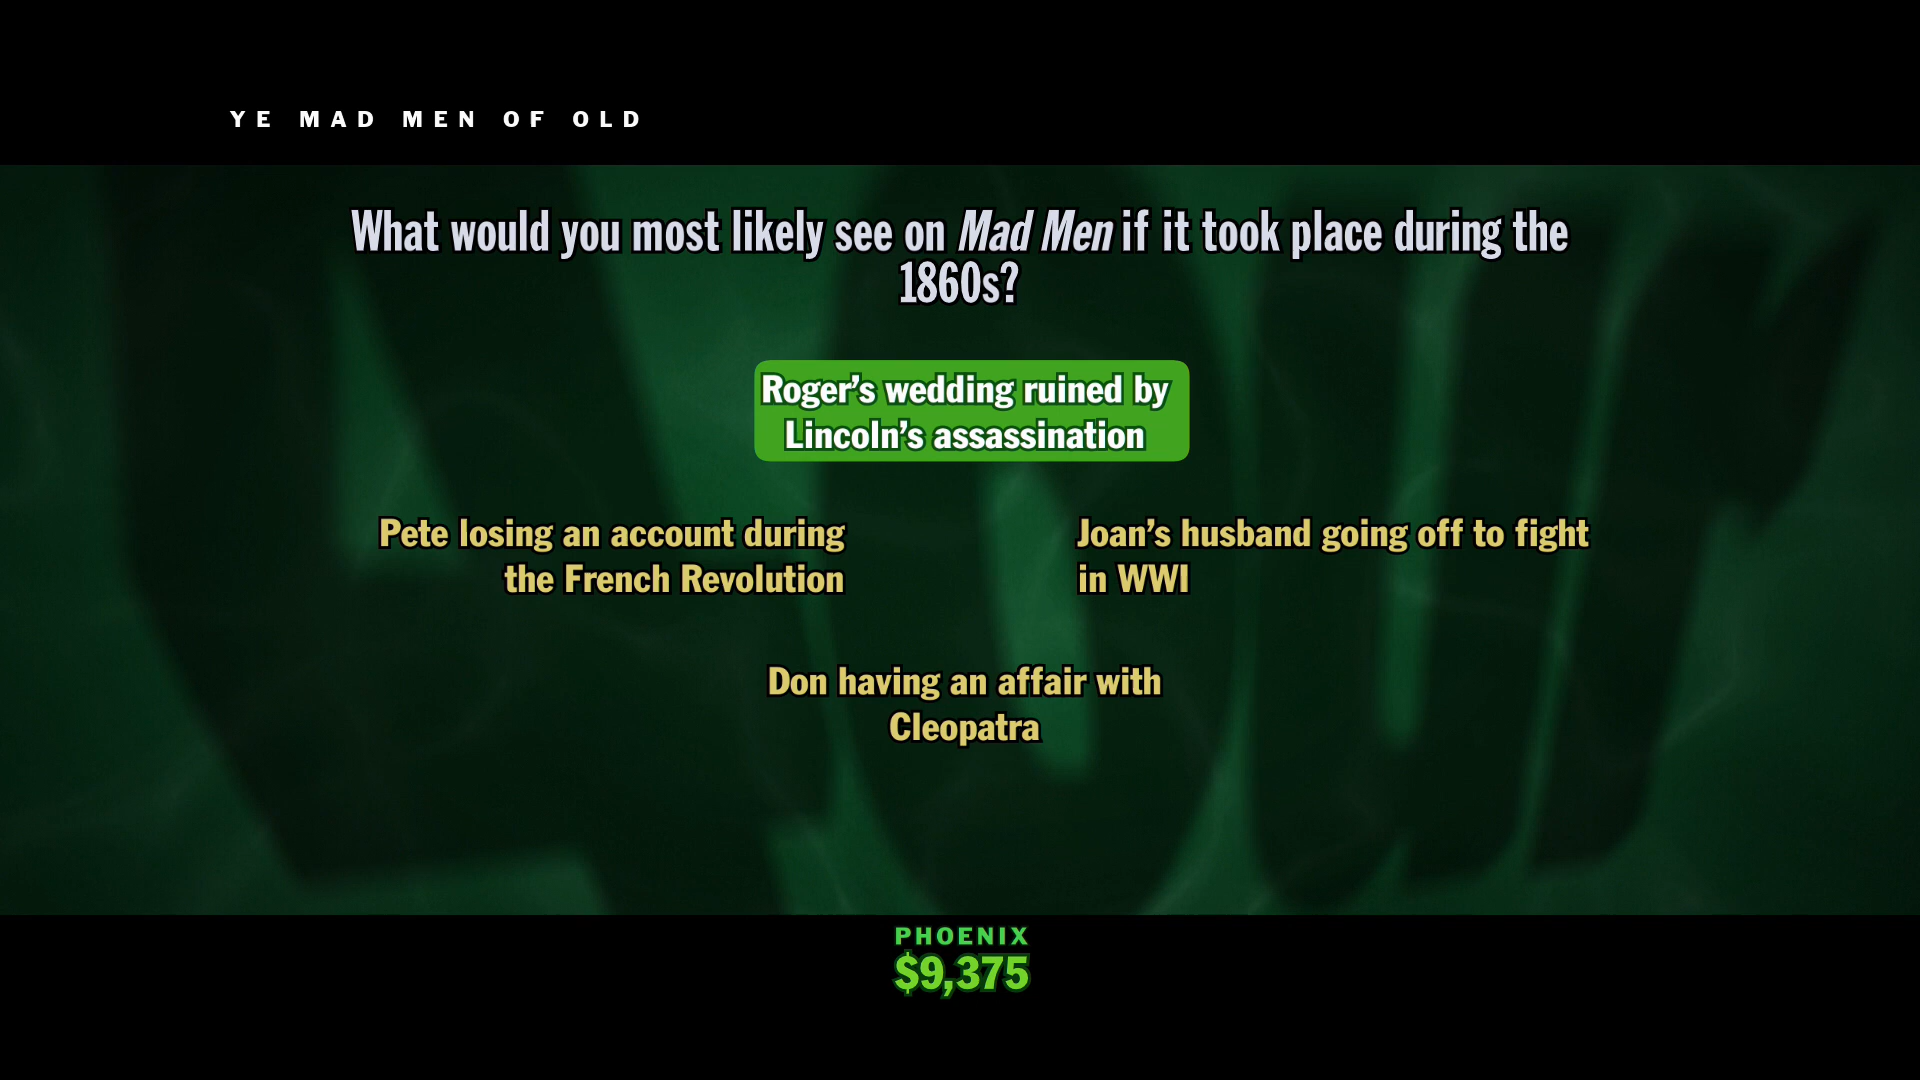 YE MAD MEN OF OLD
What would you most likely see on Mad Men if it took place during the
1860s?
Roger’s wedding ruined by
Lincoln’s assassination
Pete losing an account during
the French Revolution
Joan’s husband going off to fight
in WWI
Don having an affair with
Cleopatra
PHOENIX
$9,375